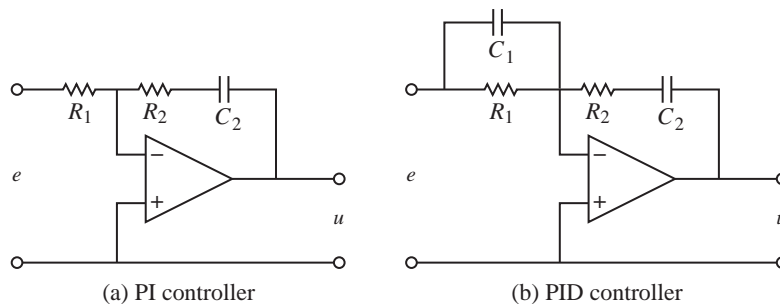 C1
R1 R2
C2
−
+
e
u
(a) PI controller
R1 R2
C2
−
+
e
(b) PID controller